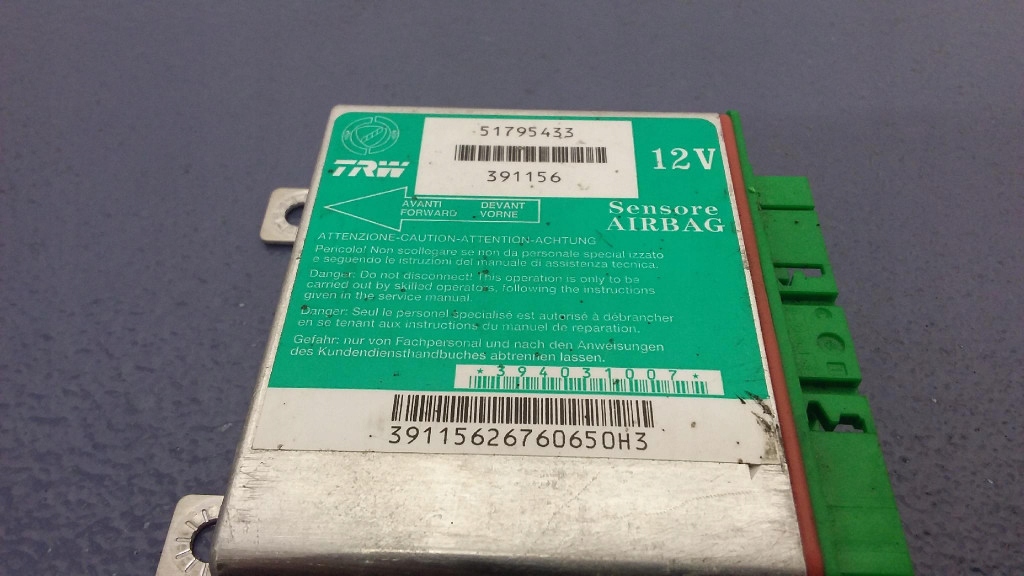 51795433
391156
TRW
12V
AVANTI DEVANT
FORWARD VORNE
Sensore
AIRBAG
ATTENZIONE-CAUTION-ATTENTION-ACHTUNG
Pericolo! Non scollegare se non da personale specializzato
e seguendo le istruzioni del manuale di assistenza tecnica.
Danger: Do not disconnect! This operation is only to be
carried out by skilled operators, following the instructions
given in the service manual.
Danger: Seul le personel specialisé est autorisé à débrancher
en se tenant aux instructions du manuel de reparation.
Gefahr: nur von Fachpersonal und nach den Anweisungen
des Kundendiensthandbuches abtrennen lassen.
*394031007*
39115626760650H3